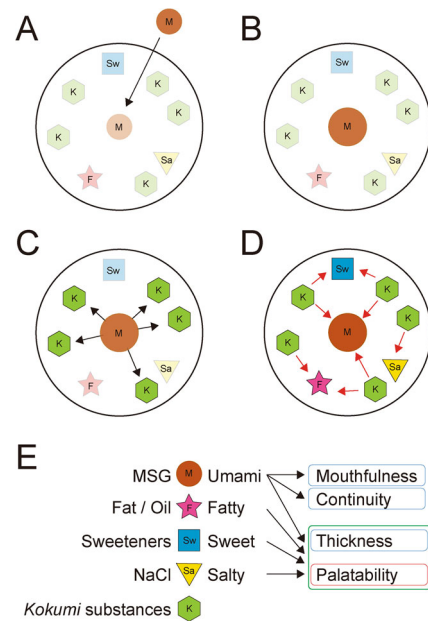 A
M
Sw
K
K
K
K
M
K
Sa
F
K
B
Sw
K
K
K
K
M
K
Sa
F
K
C
Sw
K
K
K
K
M
Sa
F
K
D
Sw
K
K
K
M
K
Sa
F
K
E
MSG M Umami
Mouthfulness
Continuity
Fat / Oil F Fatty
Sweeteners Sw Sweet
Thickness
NaCl Sa Salty
Palatability
Kokumi substances K